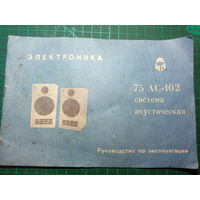 ЭЛЕКТРОНИКА
75 АС-102
система
акустическая
Руководство по эксплуатации